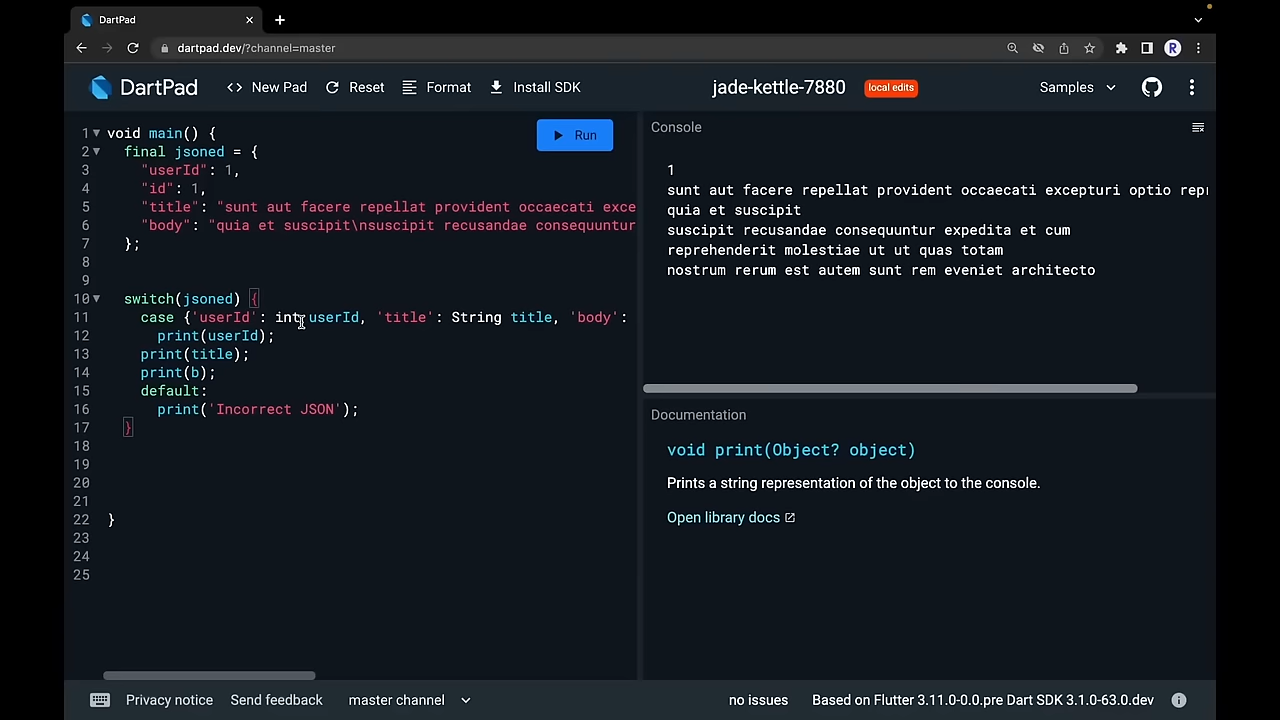 DartPad
dartpad.dev/?channel=master
R
DartPad
<> New Pad
Reset
Format
Install SDK
jade-kettle-7880
local edits
Samples
1 void main() {
2 final jsoned = {
3 "userId": 1,
4 "id": 1,
5 "title": "sunt aut facere repellat provident occaecati exce
6 "body": "quia et suscipit\nsuscipit recusandae consequuntur
7 };
8
9
10 switch(jsoned) {
11 case {'userId': int userId, 'title': String title, 'body':
12 print(userId);
13 print(title);
14 print(b);
15 default:
16 print('Incorrect JSON');
17 }
18
19
20
21
22 }
23
24
25
Run
Console
1
sunt aut facere repellat provident occaecati excepturi optio repr
quia et suscipit
suscipit recusandae consequuntur expedita et cum
reprehenderit molestiae ut ut quas totam
nostrum rerum est autem sunt rem eveniet architecto
Documentation
void print(Object? object)
Prints a string representation of the object to the console.
Open library docs
Privacy notice
Send feedback
master channel
no issues
Based on Flutter 3.11.0-0.0.pre Dart SDK 3.1.0-63.0.dev